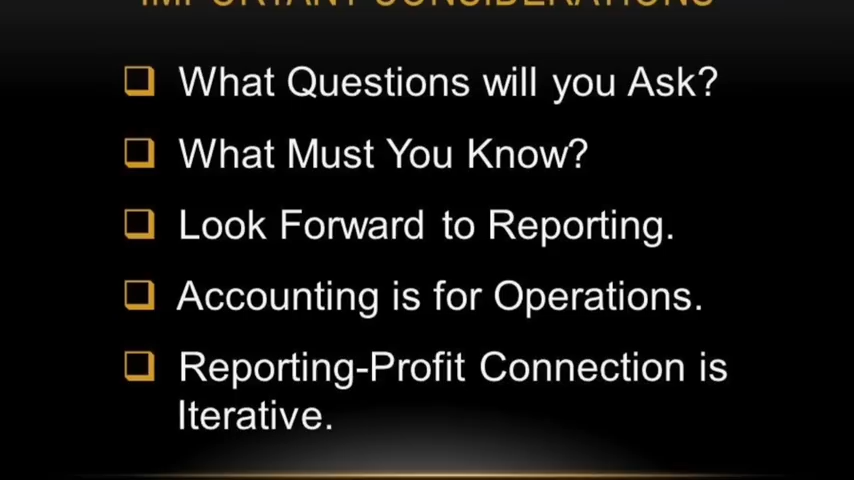 IMPORTANT CONSIDERATIONS
What Questions will you Ask?
What Must You Know?
Look Forward to Reporting.
Accounting is for Operations.
Reporting-Profit Connection is
Iterative.